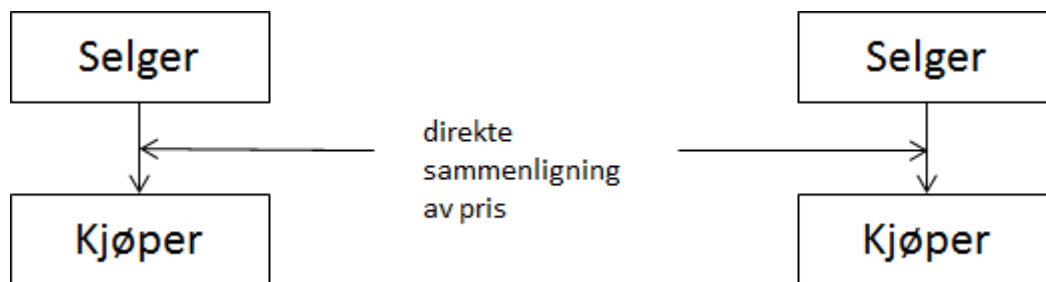 Selger
Selger
direkte
sammenligning
av pris
Kjøper
Kjøper